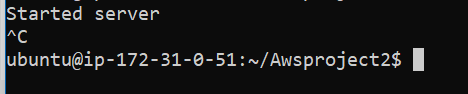 Started server
^C
ubuntu@ip-172-31-0-51:~/Awsproject2$